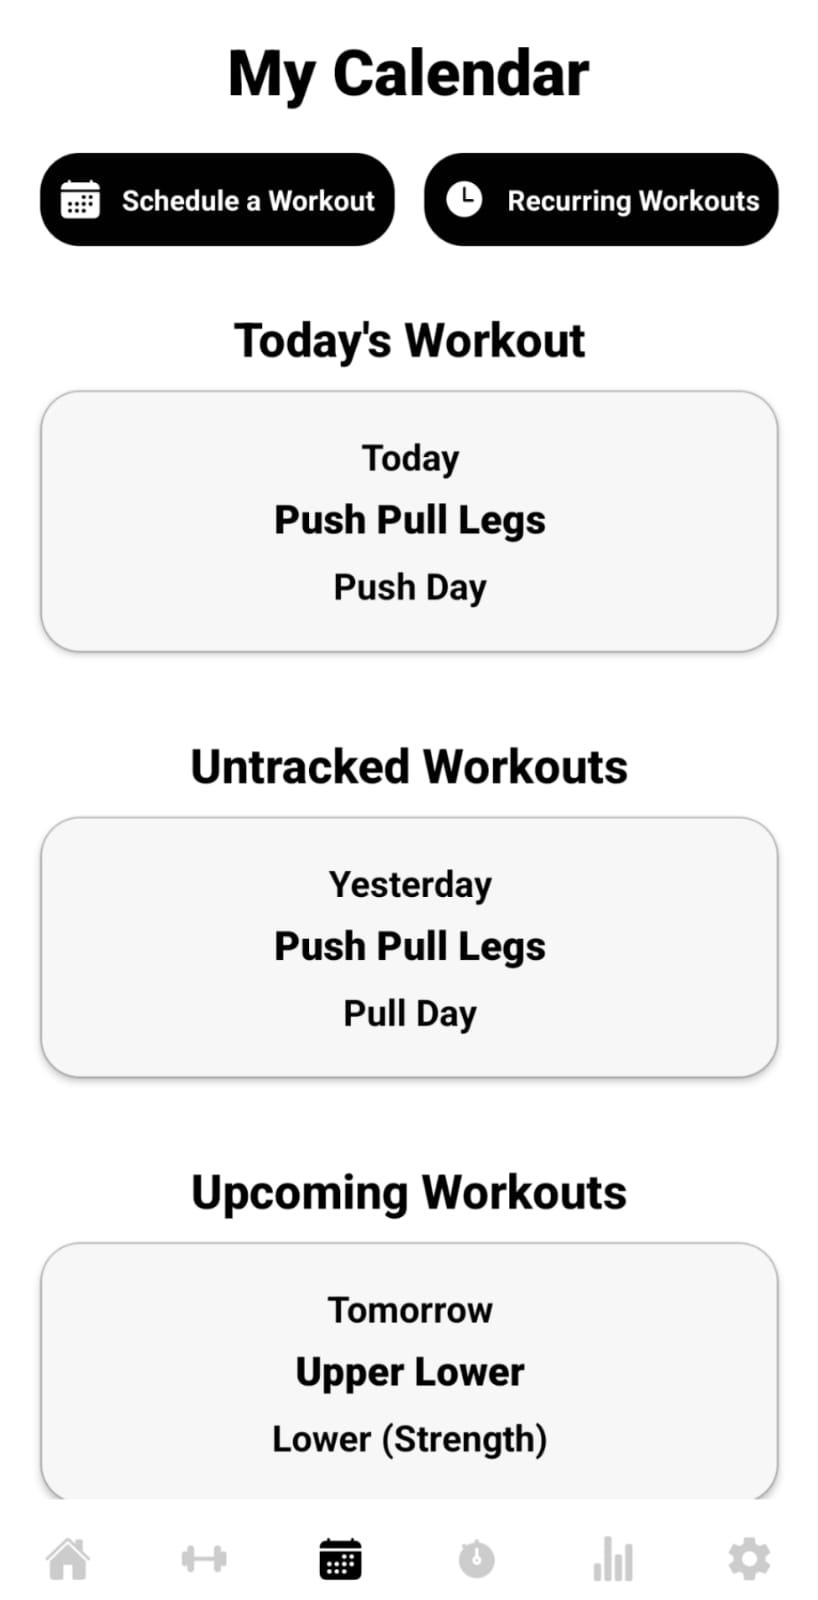 My Calendar
Schedule a Workout
Recurring Workouts
Today's Workout
Today
Push Pull Legs
Push Day
Untracked Workouts
Yesterday
Push Pull Legs
Pull Day
Upcoming Workouts
Tomorrow
Upper Lower
Lower (Strength)